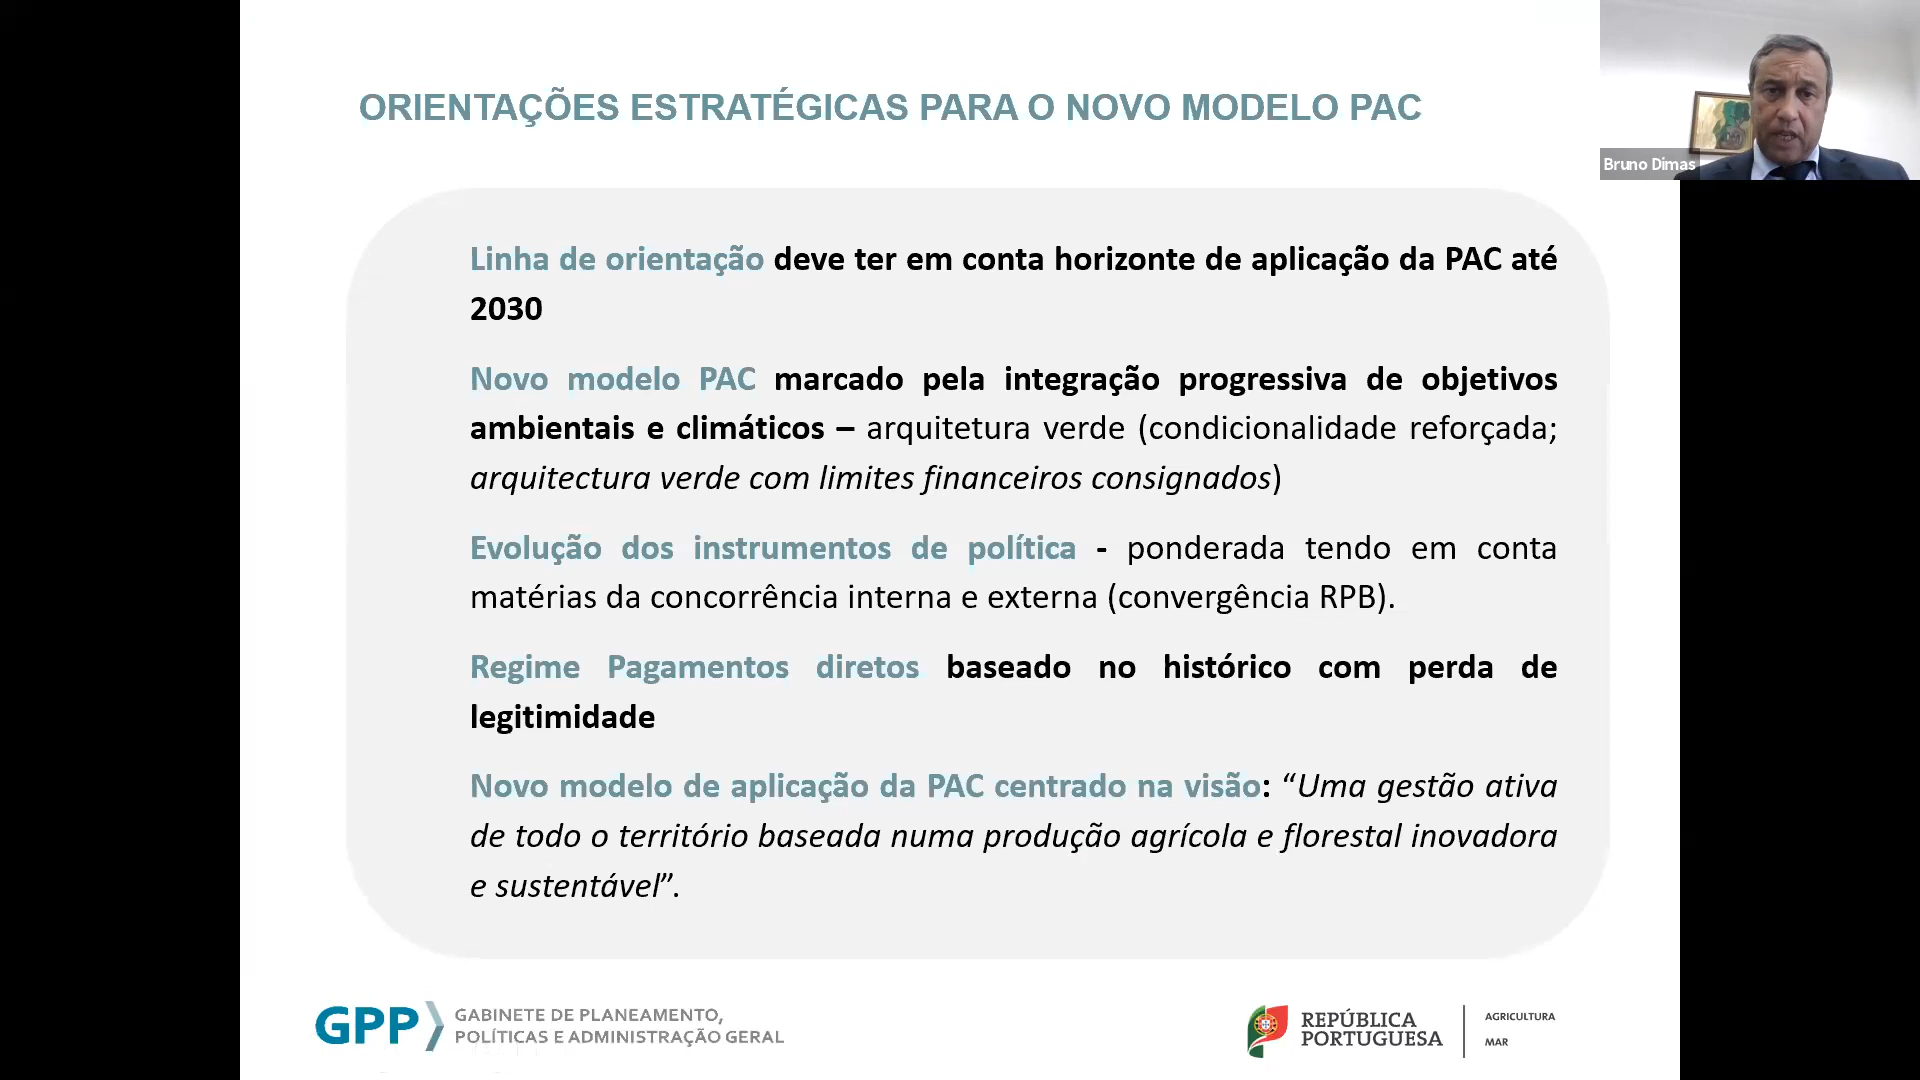 ORIENTAÇÕES ESTRATÉGICAS PARA O NOVO MODELO PAC
Bruno Dimas
Linha de orientação deve ter em conta horizonte de aplicação da PAC até
2030
Novo modelo PAC marcado pela integração progressiva de objetivos
ambientais e climáticos – arquitetura verde (condicionalidade reforçada;
arquitectura verde com limites financeiros consignados)
Evolução dos instrumentos de política - ponderada tendo em conta
matérias da concorrência interna e externa (convergência RPB).
Regime Pagamentos diretos baseado no histórico com perda de
legitimidade
Novo modelo de aplicação da PAC centrado na visão: “Uma gestão ativa
de todo o território baseada numa produção agrícola e florestal inovadora
e sustentável”.
GPP
GABINETE DE PLANEAMENTO,
POLÍTICAS E ADMINISTRAÇÃO GERAL
REPÚBLICA
PORTUGUESA
AGRICULTURA
MAR